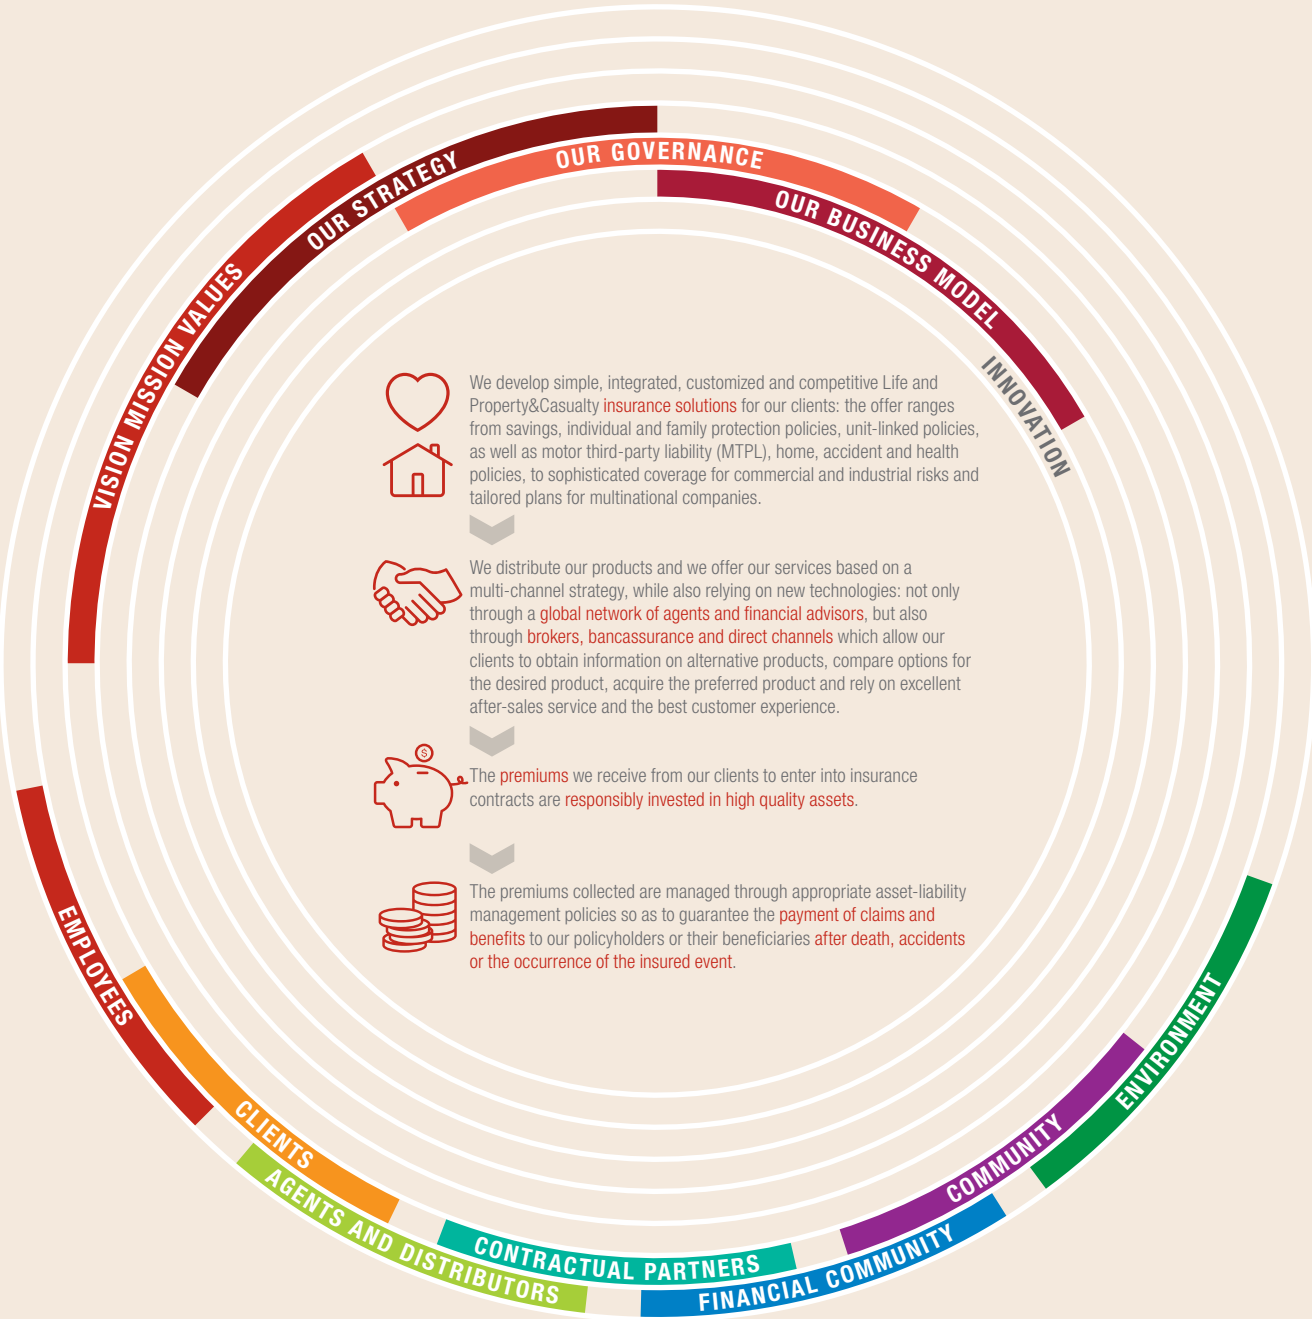 OUR STRATEGY
OUR GOVERNANCE
OUR BUSINESS MODEL
VISION MISSION VALUES
INNOVATION
We develop simple, integrated, customized and competitive Life and
Property&Casualty insurance solutions for our clients: the offer ranges
from savings, individual and family protection policies, unit-linked policies,
as well as motor third-party liability (MTPL), home, accident and health
policies, to sophisticated coverage for commercial and industrial risks and
tailored plans for multinational companies.
We distribute our products and we offer our services based on a
multi-channel strategy, while also relying on new technologies: not only
through a global network of agents and financial advisors, but also
through brokers, bancassurance and direct channels which allow our
clients to obtain information on alternative products, compare options for
the desired product, acquire the preferred product and rely on excellent
after-sales service and the best customer experience.
$
The premiums we receive from our clients to enter into insurance
contracts are responsibly invested in high quality assets.
The premiums collected are managed through appropriate asset-liability
management policies so as to guarantee the payment of claims and
benefits to our policyholders or their beneficiaries after death, accidents
or the occurrence of the insured event.
EMPLOYEES
CLIENTS
AGENTS AND DISTRIBUTORS
CONTRACTUAL PARTNERS
FINANCIAL COMMUNITY
COMMUNITY
ENVIRONMENT